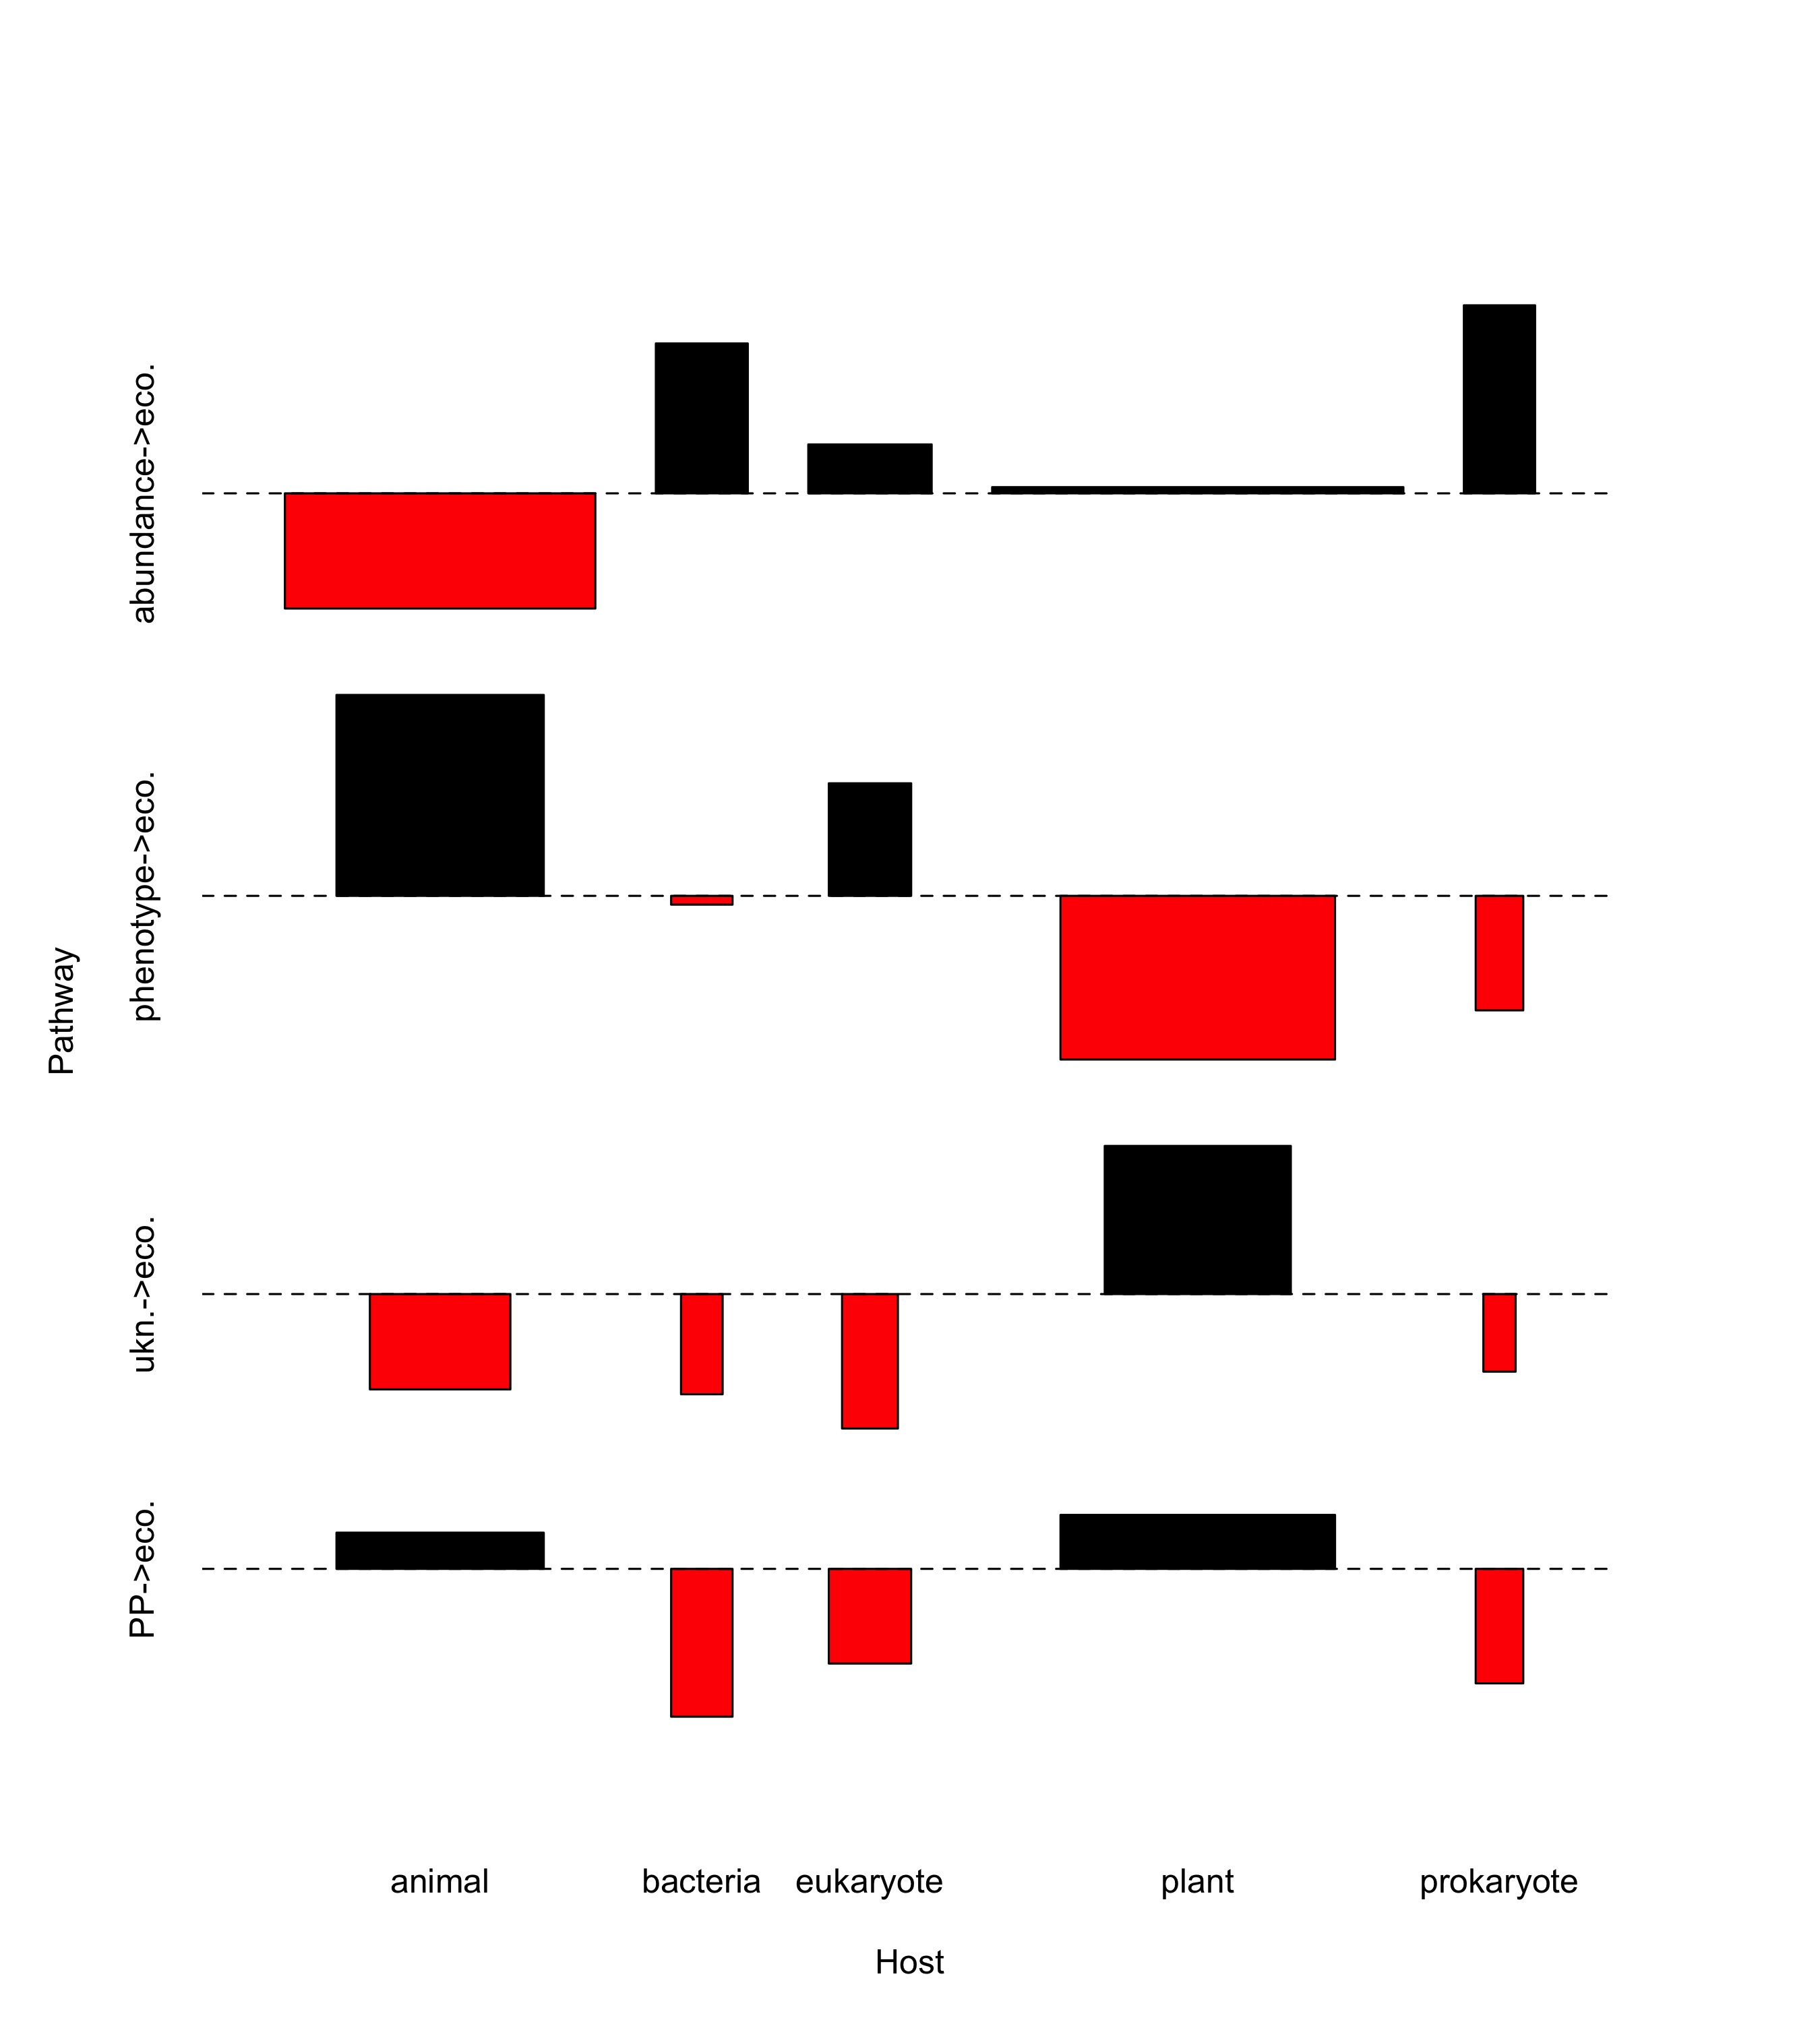 Pathway
abundance->eco.
phenotype->eco.
ukn.->eco.
PP->eco.
animal bacteria eukaryote plant prokaryote
Host